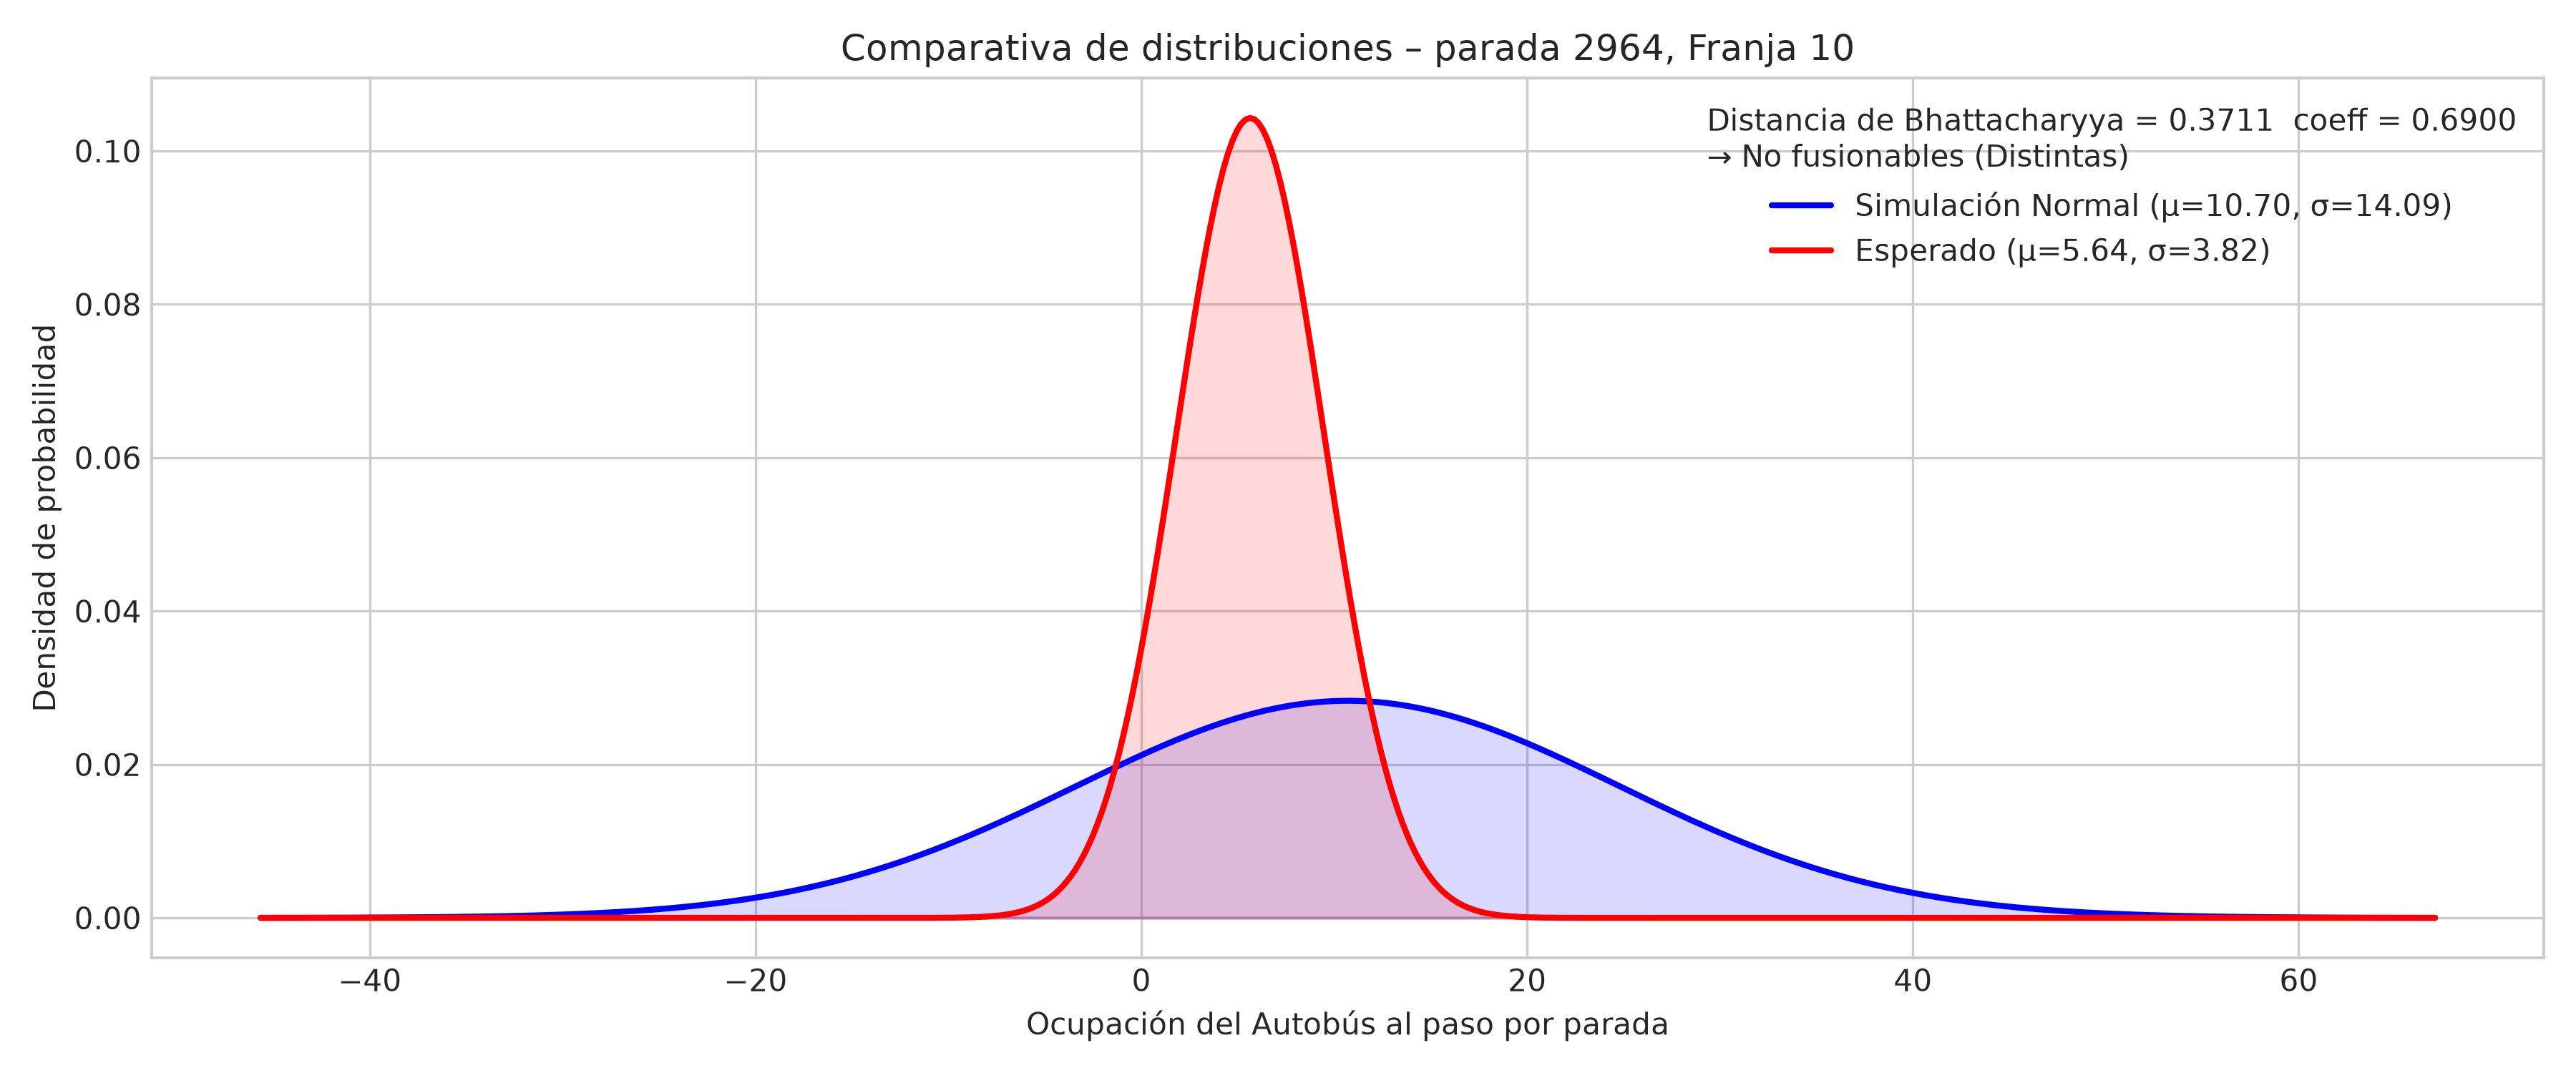 Comparativa de distribuciones – parada 2964, Franja 10
Distancia de Bhattacharyya = 0.3711  coeff = 0.6900
→ No fusionables (Distintas)
Simulación Normal (μ=10.70, σ=14.09)
Esperado (μ=5.64, σ=3.82)
Densidad de probabilidad
0.10
0.08
0.06
0.04
0.02
0.00
−40 −20 0 20 40 60
Ocupación del Autobús al paso por parada